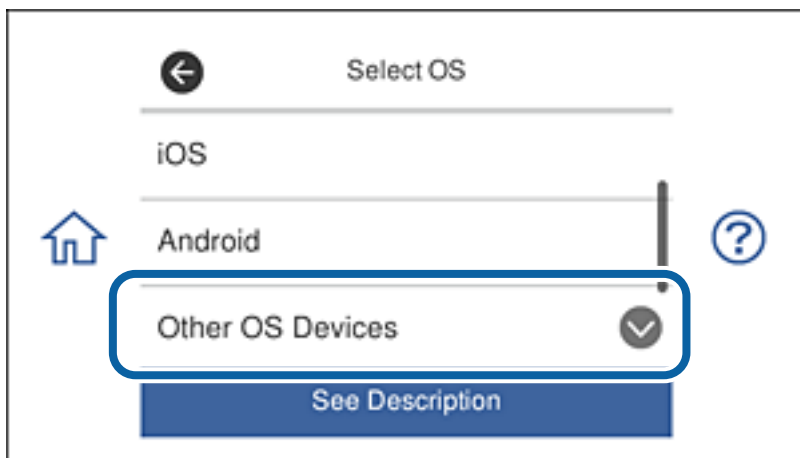 Select OS
iOS
Android
?
Other OS Devices
See Description